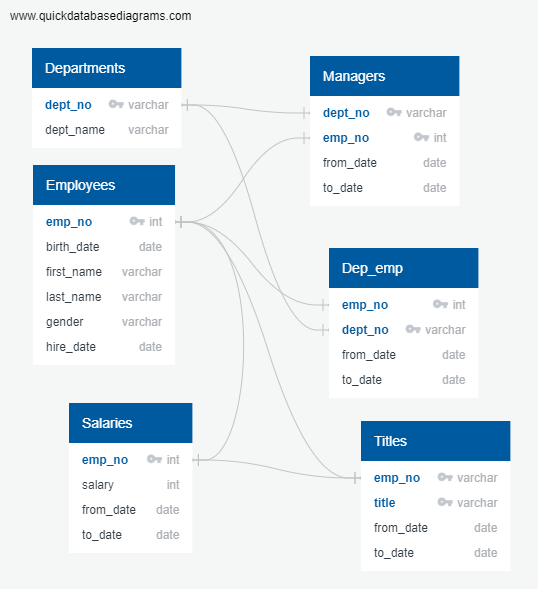 www.quickdatabasediagrams.com
Departments
dept_no varchar
dept_name varchar
Managers
dept_no varchar
emp_no int
from_date date
to_date date
Employees
emp_no int
birth_date date
first_name varchar
last_name varchar
gender varchar
hire_date date
Dep_emp
emp_no int
dept_no varchar
from_date date
to_date date
Salaries
emp_no int
salary int
from_date date
to_date date
Titles
emp_no varchar
title varchar
from_date date
to_date date